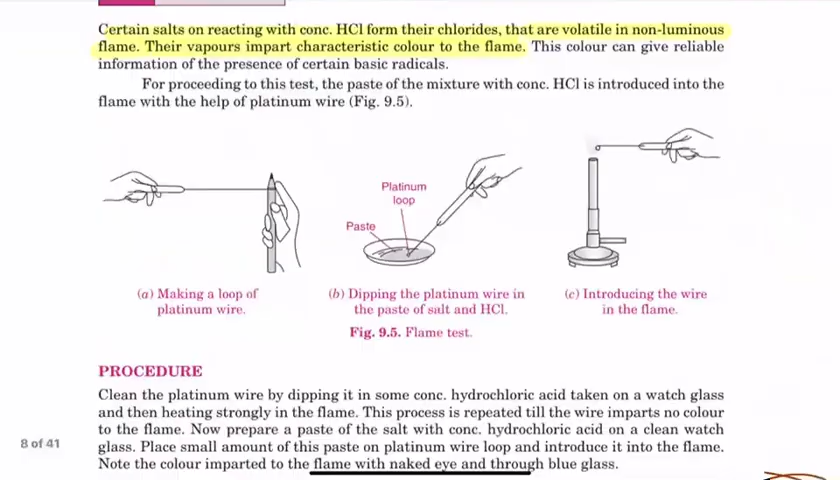 Certain salts on reacting with conc. HCl form their chlorides, that are volatile in non-luminous
flame. Their vapours impart characteristic colour to the flame. This colour can give reliable
information of the presence of certain basic radicals.
For proceeding to this test, the paste of the mixture with conc. HCl is introduced into the
flame with the help of platinum wire (Fig. 9.5).
Platinum
loop
Paste
(a) Making a loop of
platinum wire.
(b) Dipping the platinum wire in
the paste of salt and HCl.
(c) Introducing the wire
in the flame.
Fig. 9.5. Flame test.
PROCEDURE
Clean the platinum wire by dipping it in some conc. hydrochloric acid taken on a watch glass
and then heating strongly in the flame. This process is repeated till the wire imparts no colour
to the flame. Now prepare a paste of the salt with conc. hydrochloric acid on a clean watch
8 of 41
glass. Place small amount of this paste on platinum wire loop and introduce it into the flame.
Note the colour imparted to the flame with naked eye and through blue glass.